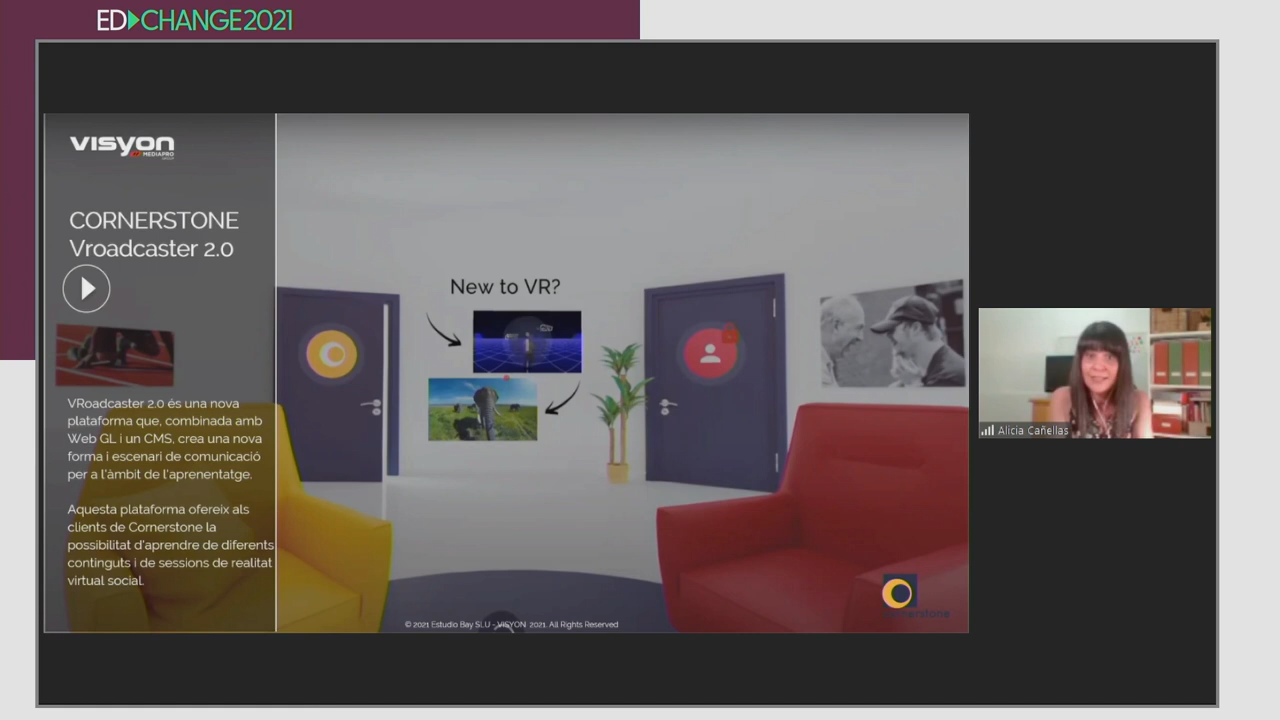 ED CHANGE2021
VISYON
MEDIAPRO
GROUP
CORNERSTONE
Vroadcaster 2.0
New to VR?
VRoadcaster 2.0 és una nova
plataforma que, combinada amb
Web GL i un CMS, crea una nova
forma i escenari de comunicació
per a l'àmbit de l'aprenentatge.
Aquesta plataforma ofereix als
clients de Cornerstone la
possibilitat d'aprendre de diferents
continguts i de sessions de realitat
virtual social.
cornerstone
© 2021 Estudio Bay SLU - VISYON 2021. All Rights Reserved
Alicia Cañellas